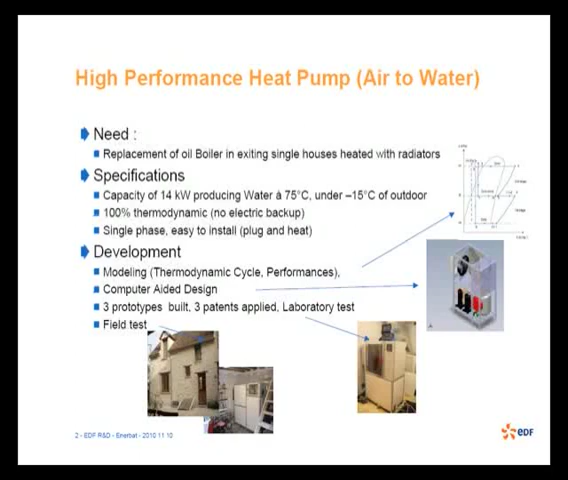 High Performance Heat Pump (Air to Water)
Need :
Replacement of oil Boiler in exiting single houses heated with radiators
Specifications
Capacity of 14 kW producing Water à 75°C, under –15°C of outdoor
100% thermodynamic (no electric backup)
Single phase, easy to install (plug and heat)
Development
Modeling (Thermodynamic Cycle, Performances),
Computer Aided Design
3 prototypes built, 3 patents applied, Laboratory test
Field test
2 - EDF R&D - Enerbat - 2010 11 10
EDF